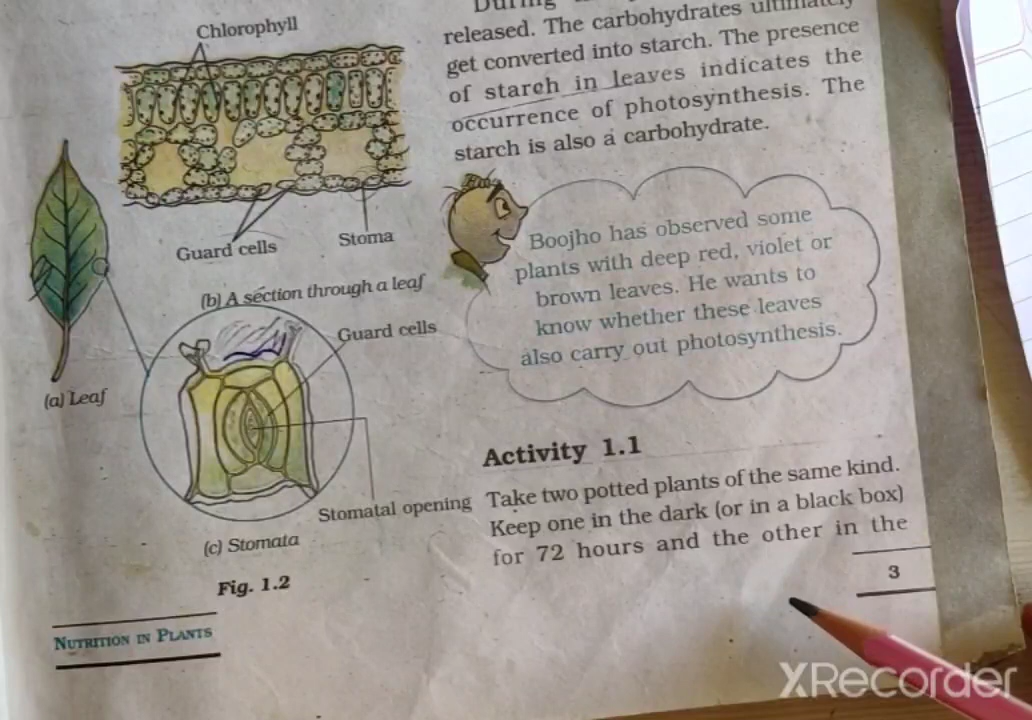 Chlorophyll
Guard cells
Stoma
(b) A section through a leaf
Guard cells
(a) Leaf
Stomatal opening
(c) Stomata
Fig. 1.2
NUTRITION IN PLANTS
During
released. The carbohydrates ultimately
get converted into starch. The presence
of starch in leaves indicates the
occurrence of photosynthesis. The
starch is also a carbohydrate.
Boojho has observed some
plants with deep red, violet or
brown leaves. He wants to
know whether these leaves
also carry out photosynthesis.
Activity 1.1
Take two potted plants of the same kind.
Keep one in the dark (or in a black box)
for 72 hours and the other in the
3
XRecorder